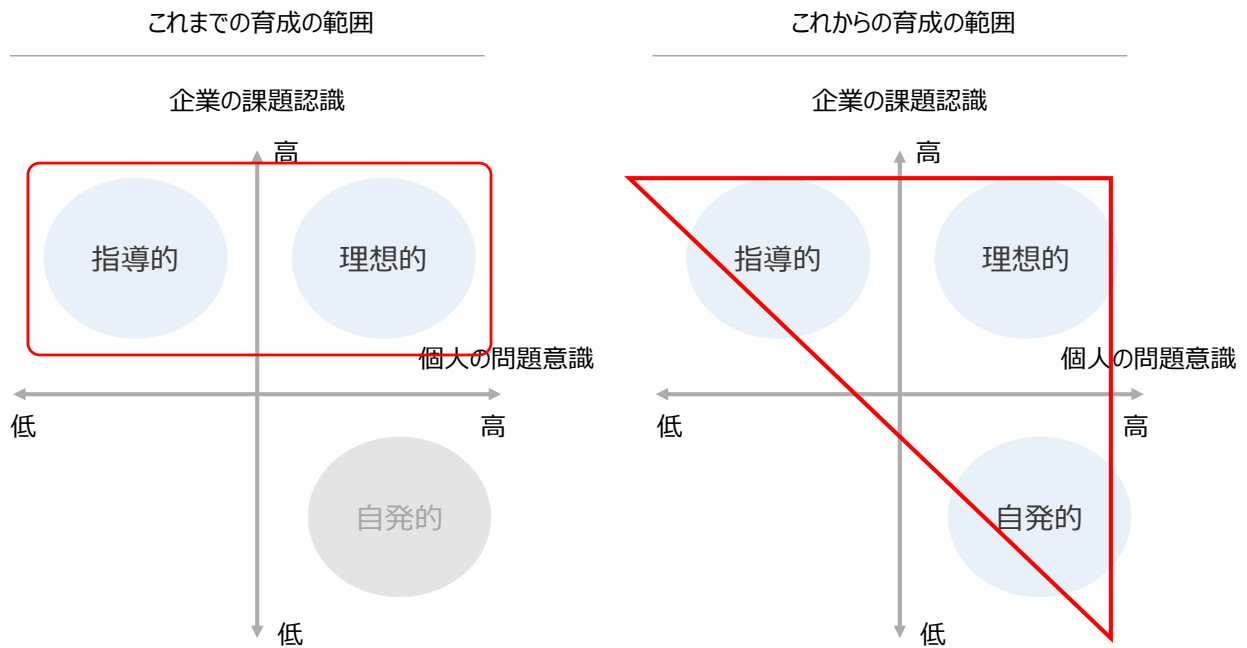 これまでの育成の範囲
企業の課題認識
高
指導的
理想的
個人の問題意識
低
高
自発的
低
これからの育成の範囲
企業の課題認識
高
指導的
理想的
個人の問題意識
低
高
自発的
低